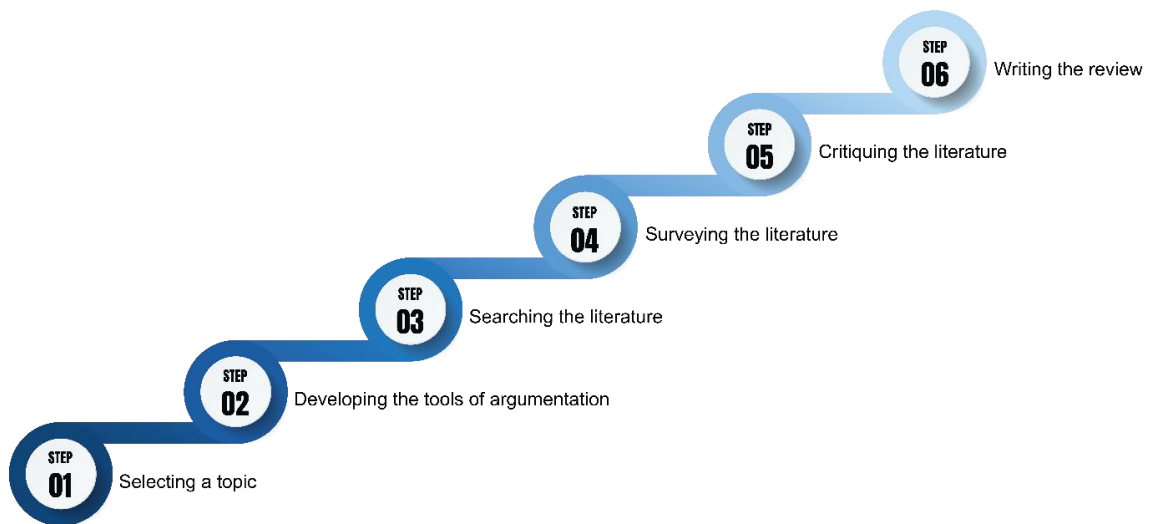 STEP
06
Writing the review
STEP
05
Critiquing the literature
STEP
04
Surveying the literature
STEP
03
Searching the literature
STEP
02
Developing the tools of argumentation
STEP
01
Selecting a topic